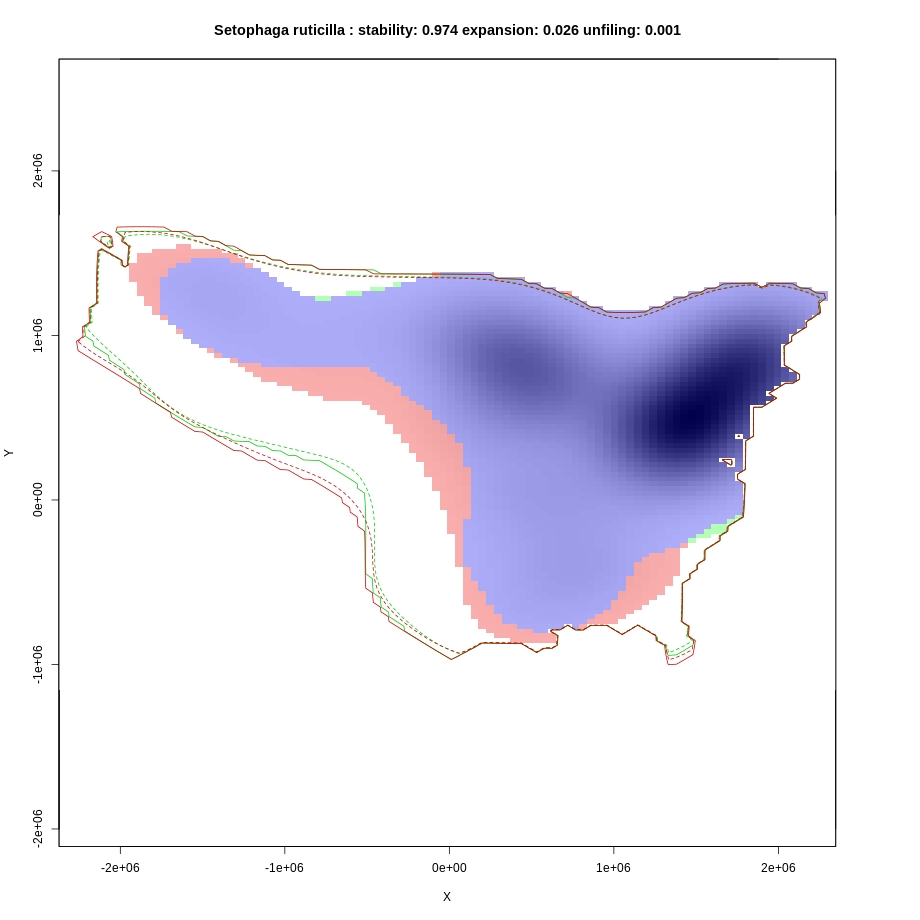 Setophaga ruticilla : stability: 0.974 expansion: 0.026 unfiling: 0.001
2e+06
1e+06
Y
0e+00
-1e+06
-2e+06
-2e+06 -1e+06 0e+00 1e+06 2e+06
X